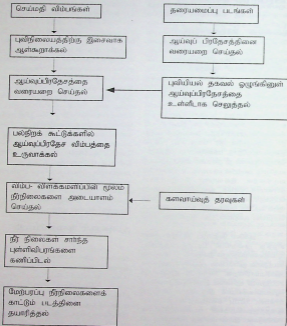 செய்மதி விம்பங்கள்
புவிநிலையத்திற்கு இசைவாக
ஆள்கூறாக்கல்
ஆய்வுப்பிரதேசத்தை
வரையறை செய்தல்
பல்நிறக் கூட்டுக்களில்
ஆய்வுப்பிரதேச விம்பத்தை
உருவாக்கல்
விம்ப விளக்கமளிப்பின் மூலம்
நீர்நிலைகளை அடையாளம்
செய்தல்
நீர் நிலைகள் சார்ந்த
புள்ளிவிபரங்களை
கணிப்பிடல்
மேற்பரப்பு நீர்நிலைகளைக்
காட்டும் படத்தினை
தயாரித்தல்
தரையமைப்பு படங்கள்
ஆய்வுப் பிரதேசத்தினை
வரையறை செய்தல்
புவியியல் தகவல் ஒழுங்கினுள்
ஆய்வுப்பிரதேசத்தை
உள்ளீடாக செலுத்தல்
களவாய்வுத் தரவுகள்